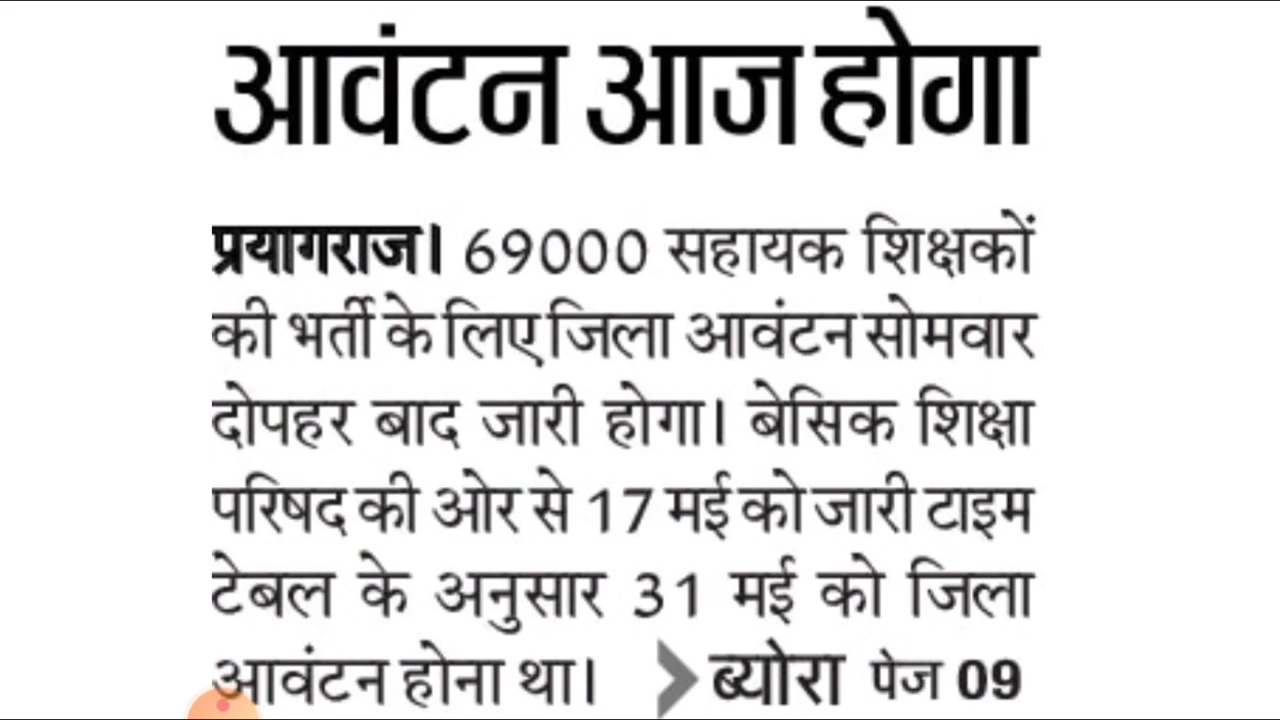 आवंटन आज होगा
प्रयागराज। 69000 सहायक शिक्षकों
की भर्ती के लिए जिला आवंटन सोमवार
दोपहर बाद जारी होगा। बेसिक शिक्षा
परिषद की ओर से 17 मई को जारी टाइम
टेबल के अनुसार 31 मई को जिला
आवंटन होना था। ब्योरा पेज 09